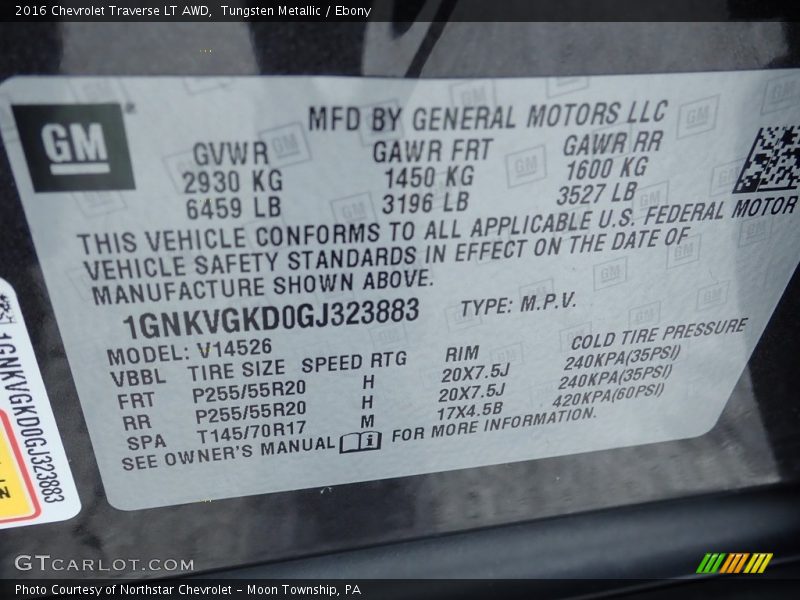 2016 Chevrolet Traverse LT AWD, Tungsten Metallic / Ebony
GM
MFD BY GENERAL MOTORS LLC
GVWR GAWR FRT GAWR RR
2930 KG 1450 KG 1600 KG
6459 LB 3196 LB 3527 LB
THIS VEHICLE CONFORMS TO ALL APPLICABLE U.S. FEDERAL MOTOR
VEHICLE SAFETY STANDARDS IN EFFECT ON THE DATE OF
MANUFACTURE SHOWN ABOVE.
1GNKVGKD0GJ323883 TYPE: M.P.V.
MODEL: V14526
VBBL TIRE SIZE SPEED RTG RIM COLD TIRE PRESSURE
FRT P255/55R20 H 20X7.5J 240KPA(35PSI)
RR P255/55R20 H 20X7.5J 240KPA(35PSI)
SPA T145/70R17 M 17X4.5B 420KPA(60PSI)
SEE OWNER'S MANUAL FOR MORE INFORMATION.
1GNKVGKD0GJ323883
GTCARLOT.COM
Photo Courtesy of Northstar Chevrolet - Moon Township, PA